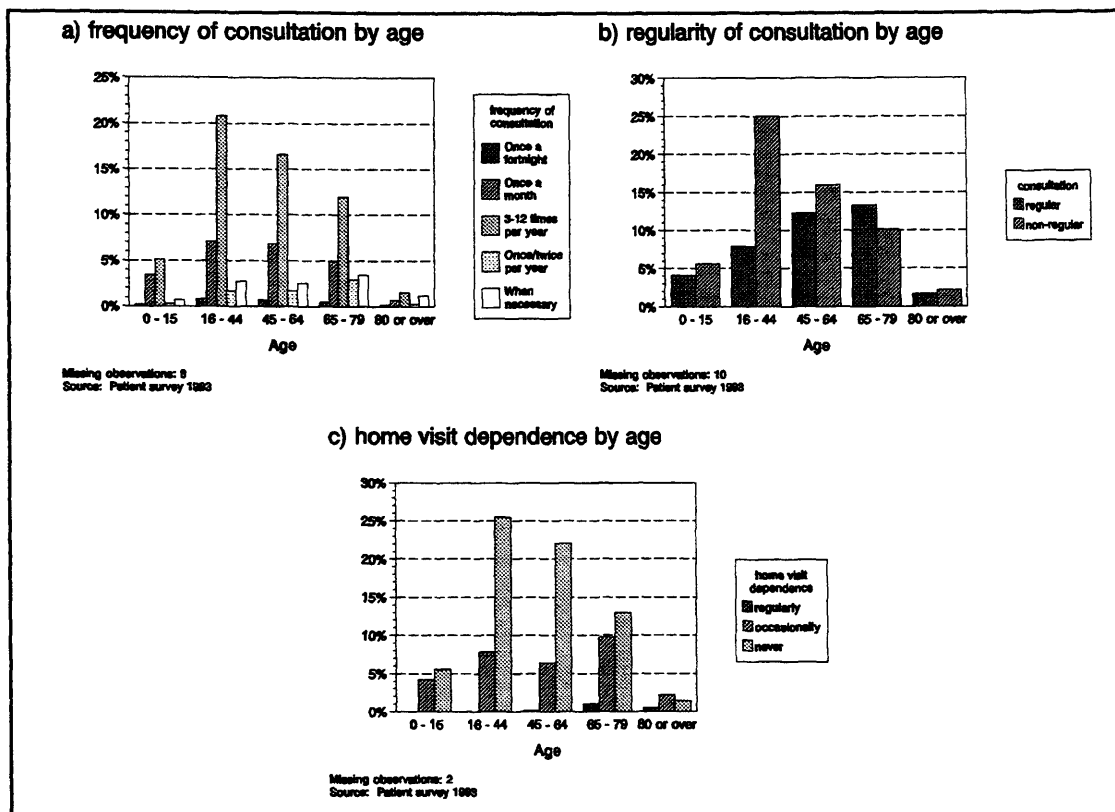 a) frequency of consultation by age
25%
20%
15%
10%
5%
0%
0 - 15 16 - 44 45 - 64 65 - 79 80 or over
Age
frequency of
consultation
Once a
fortnight
Once a
month
3-12 times
per year
Once/twice
per year
When
necessary
Missing observations:
Source: Patient survey 1993
b) regularity of consultation by age
30%
25%
20%
15%
10%
5%
0%
0 - 15 16 - 44 45 - 64 65 - 79 80 or over
Age
consultation
regular
non-regular
Missing observations: 10
Source: Patient survey 1993
c) home visit dependence by age
30%
25%
20%
15%
10%
5%
0%
0 - 15 16 - 44 45 - 64 65 - 79 80 or over
Age
home visit
dependence
regularly
occasionally
never
Missing observations: 2
Source: Patient survey 1993